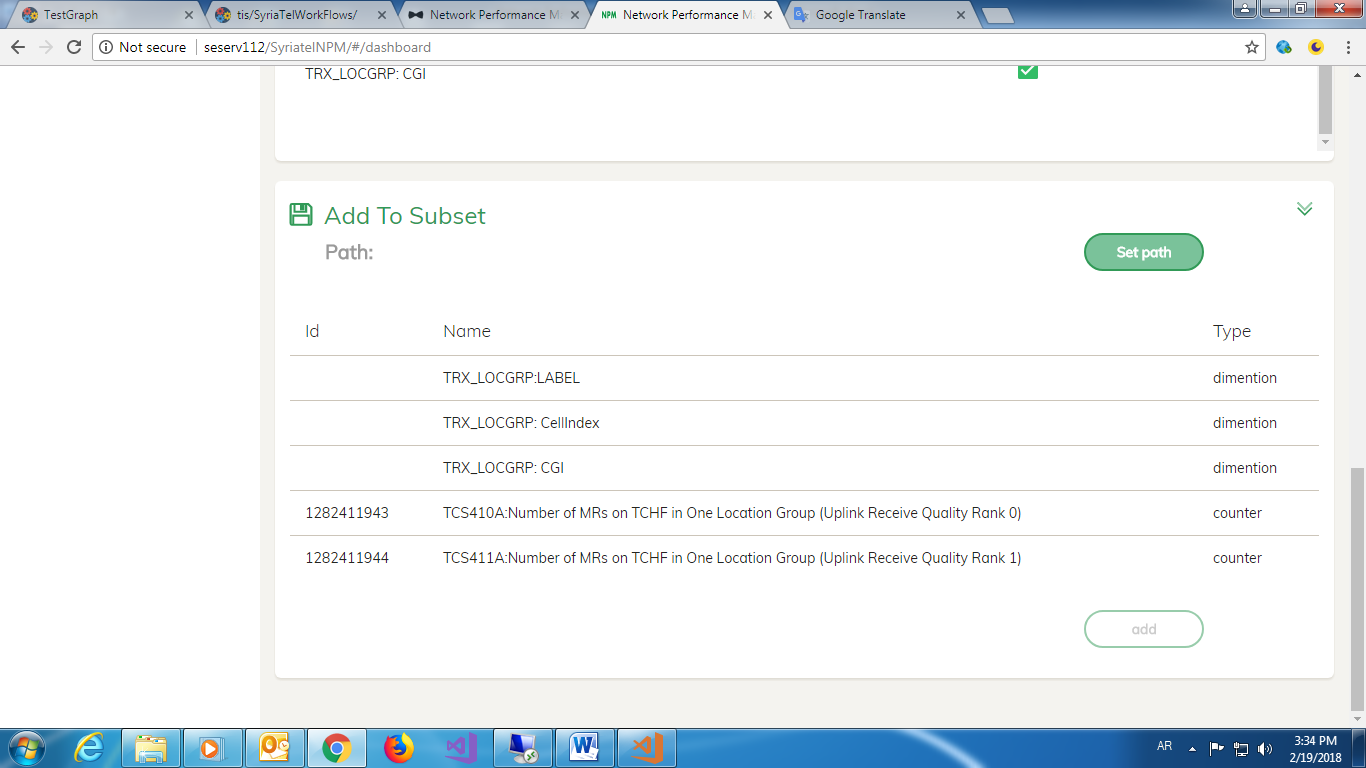 TestGraph
tis/SyriaTelWorkFlows/
Network Performance M
NPM Network Performance M
Google Translate
Not secure seserv112/SyriatelNPM/#/dashboard
TRX_LOCGRP: CGI
Add To Subset
Path:
Set path
Id Name Type
TRX_LOCGRP:LABEL dimention
TRX_LOCGRP: CellIndex dimention
TRX_LOCGRP: CGI dimention
1282411943 TCS410A:Number of MRs on TCHF in One Location Group (Uplink Receive Quality Rank 0) counter
1282411944 TCS411A:Number of MRs on TCHF in One Location Group (Uplink Receive Quality Rank 1) counter
add
AR
3:34 PM
2/19/2018